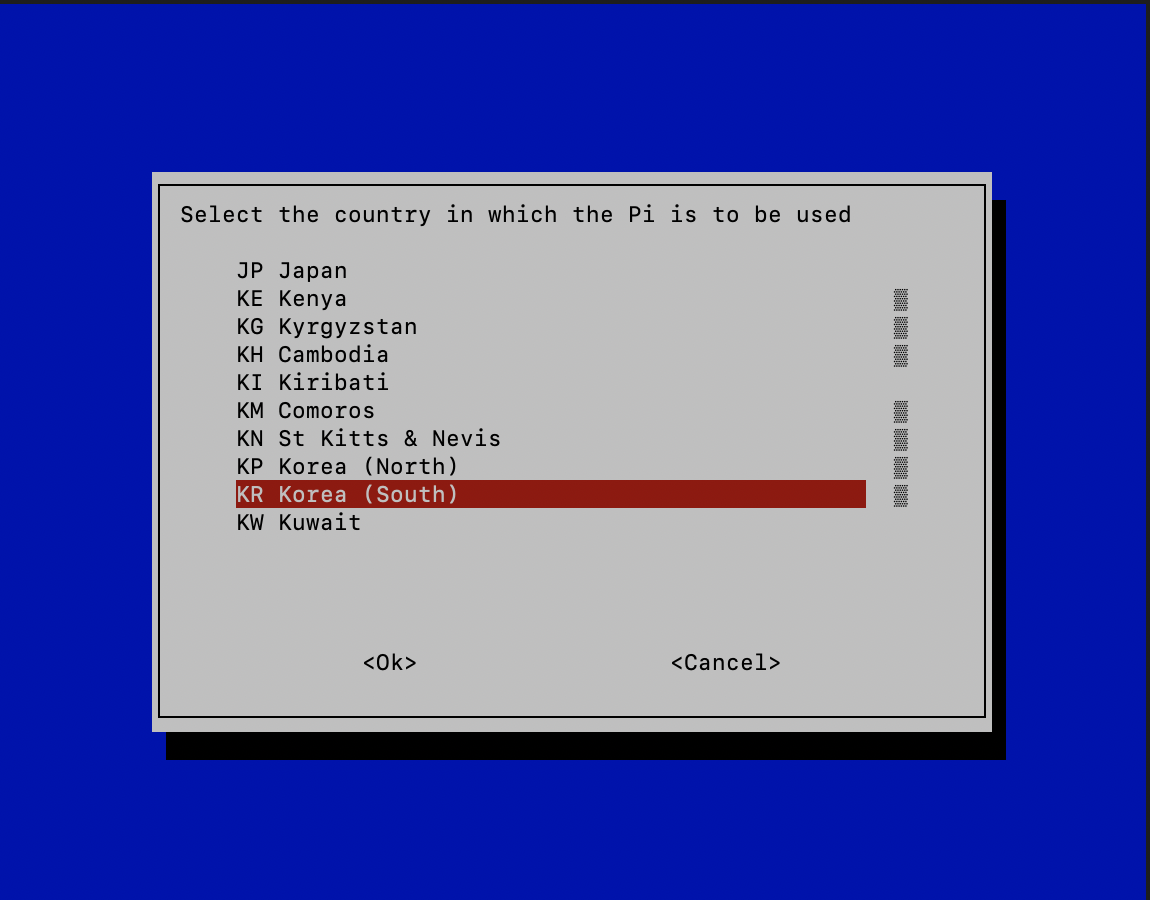 Select the country in which the Pi is to be used
JP Japan
KE Kenya
KG Kyrgyzstan
KH Cambodia
KI Kiribati
KM Comoros
KN St Kitts & Nevis
KP Korea (North)
KR Korea (South)
KW Kuwait
<Ok> <Cancel>